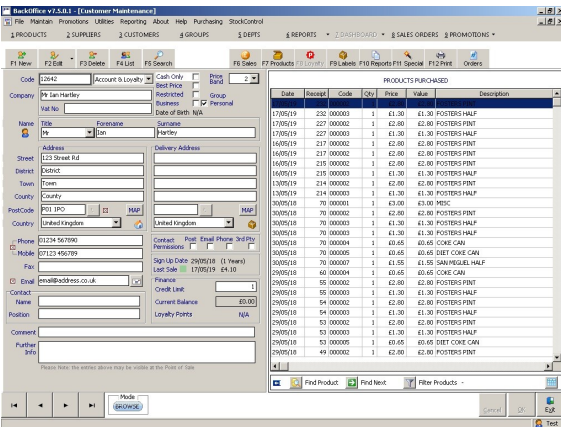 BackOffice v7.5.0.1 - [Customer Maintenance]
File Maintain Promotions Utilities Reporting About Help Purchasing StockControl
1 PRODUCTS 2 SUPPLIERS 3 CUSTOMERS 4 GROUPS 5 DEPTS 6 REPORTS 7 DASHBOARD 8 SALES ORDERS 9 PROMOTIONS
F1 New F2 Edit F3 Delete F4 List F5 Search F6 Sales F7 Products F8 Loyalty F9 Labels F10 Reports F11 Special F12 Print Orders
Code 12642 Account & Loyalty Cash Only Price Band 2
Best Price
Company Mr Ian Hartley Restricted Group
Business Personal
Vat No Date of Birth N/A
Name Title Forename Surname
Mr Ian Hartley
Address Delivery Address
Street 123 Street Rd
District District
Town Town
County County
PostCode PO1 1PO MAP MAP
Country United Kingdom United Kingdom
Phone 01234 567890 Contact Permissions Post Email Phone 3rd Pty
Mobile 07123 456789
Fax Sign Up Date 29/05/18 (1 Years)
Last Sale 17/05/19 £4.10
Email email@address.co.uk Finance
Credit Limit 1
Contact
Name Current Balance £0.00
Position Loyalty Points N/A
Comment
Further Info
Please Note: the entries above may be visible at the Point of Sale
PRODUCTS PURCHASED
Date Receipt Code Qty Price Value Description
17/05/19 232 000003 1 £1.30 £1.30 FOSTERS HALF
17/05/19 227 000002 1 £2.80 £2.80 FOSTERS PINT
17/05/19 227 000003 1 £1.30 £1.30 FOSTERS HALF
16/05/19 217 000002 1 £2.80 £2.80 FOSTERS PINT
16/05/19 217 000002 1 £2.80 £2.80 FOSTERS PINT
16/05/19 215 000002 1 £2.80 £2.80 FOSTERS PINT
16/05/19 215 000003 1 £1.30 £1.30 FOSTERS HALF
13/05/19 214 000002 1 £2.80 £2.80 FOSTERS PINT
13/05/19 214 000003 1 £1.30 £1.30 FOSTERS HALF
30/05/18 70 000001 1 £3.00 £3.00 MISC
30/05/18 70 000002 1 £2.80 £2.80 FOSTERS PINT
30/05/18 70 000003 1 £1.30 £1.30 FOSTERS HALF
30/05/18 70 000004 1 £0.65 £0.65 COKE CAN
30/05/18 70 000005 1 £0.65 £0.65 DIET COKE CAN
30/05/18 70 000007 1 £1.55 £1.55 SAN MIGUEL HALF
29/05/18 60 000004 1 £0.65 £0.65 COKE CAN
29/05/18 55 000002 1 £2.80 £2.80 FOSTERS PINT
29/05/18 55 000003 1 £1.30 £1.30 FOSTERS HALF
29/05/18 54 000002 1 £2.80 £2.80 FOSTERS PINT
29/05/18 54 000003 1 £1.30 £1.30 FOSTERS HALF
29/05/18 53 000002 1 £2.80 £2.80 FOSTERS PINT
29/05/18 53 000003 1 £1.30 £1.30 FOSTERS HALF
29/05/18 53 000005 1 £0.65 £0.65 DIET COKE CAN
29/05/18 49 000002 1 £2.80 £2.80 FOSTERS PINT
Find Product Find Next Filter Products
Mode
BROWSE
Cancel OK Exit
Test